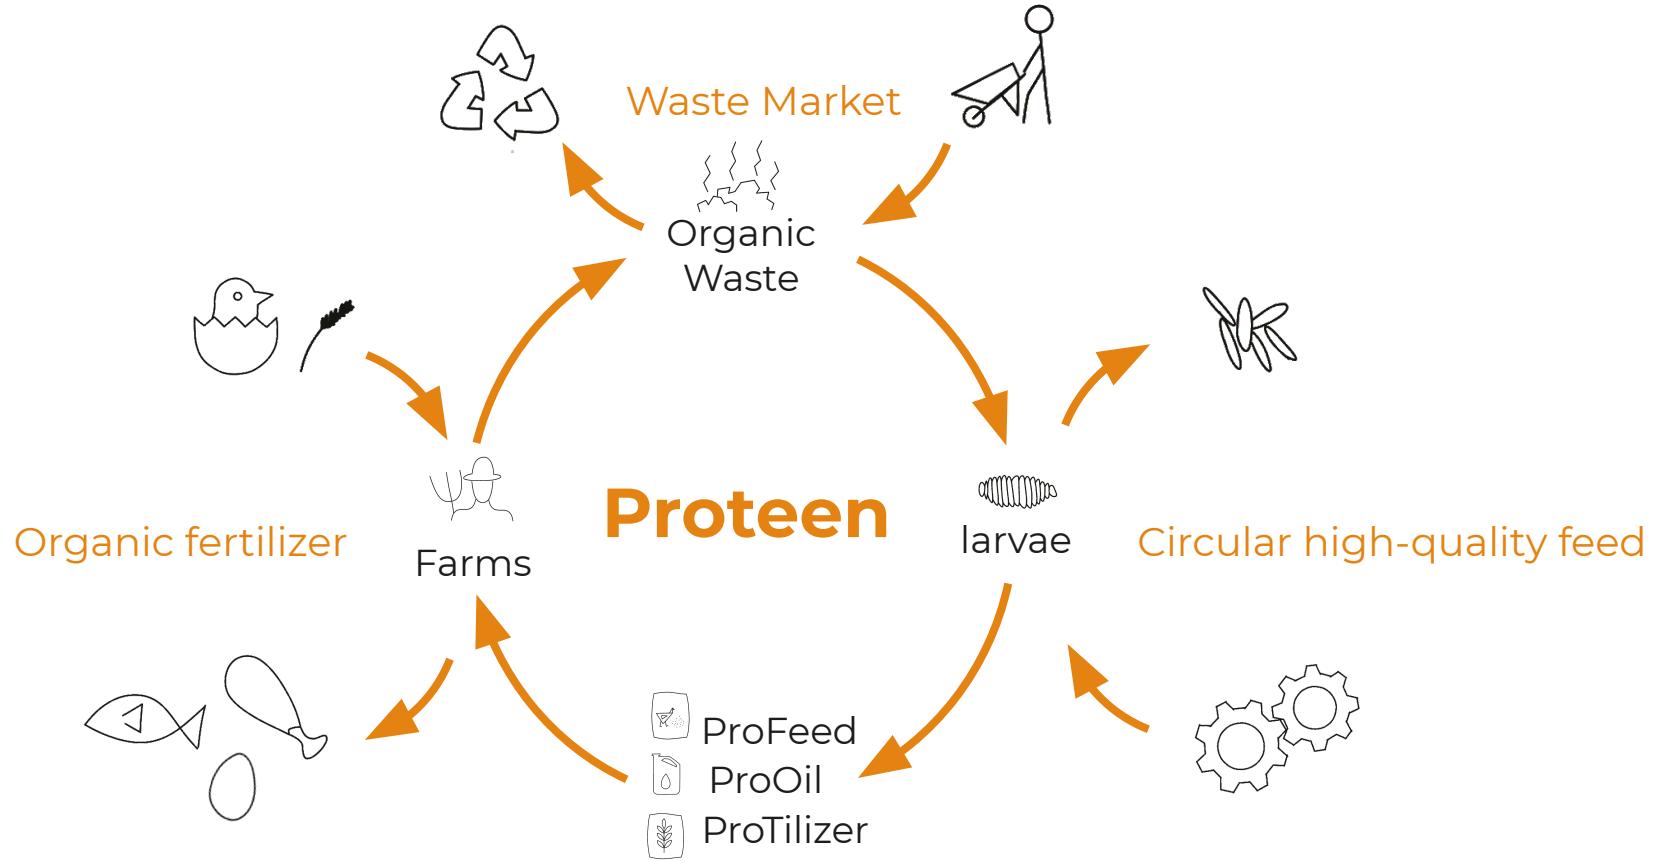 Waste Market
Organic
Waste
Proteen
Organic fertilizer
Farms
larvae
Circular high-quality feed
ProFeed
ProOil
ProTilizer